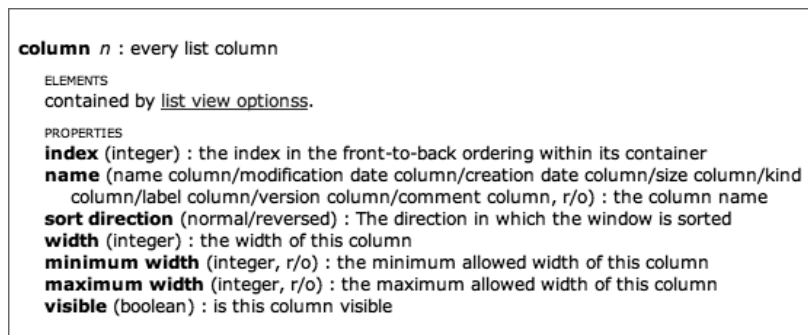 column n : every list column
ELEMENTS
contained by list view optionss.
PROPERTIES
index (integer) : the index in the front-to-back ordering within its container
name (name column/modification date column/creation date column/size column/kind
column/label column/version column/comment column, r/o) : the column name
sort direction (normal/reversed) : The direction in which the window is sorted
width (integer) : the width of this column
minimum width (integer, r/o) : the minimum allowed width of this column
maximum width (integer, r/o) : the maximum allowed width of this column
visible (boolean) : is this column visible